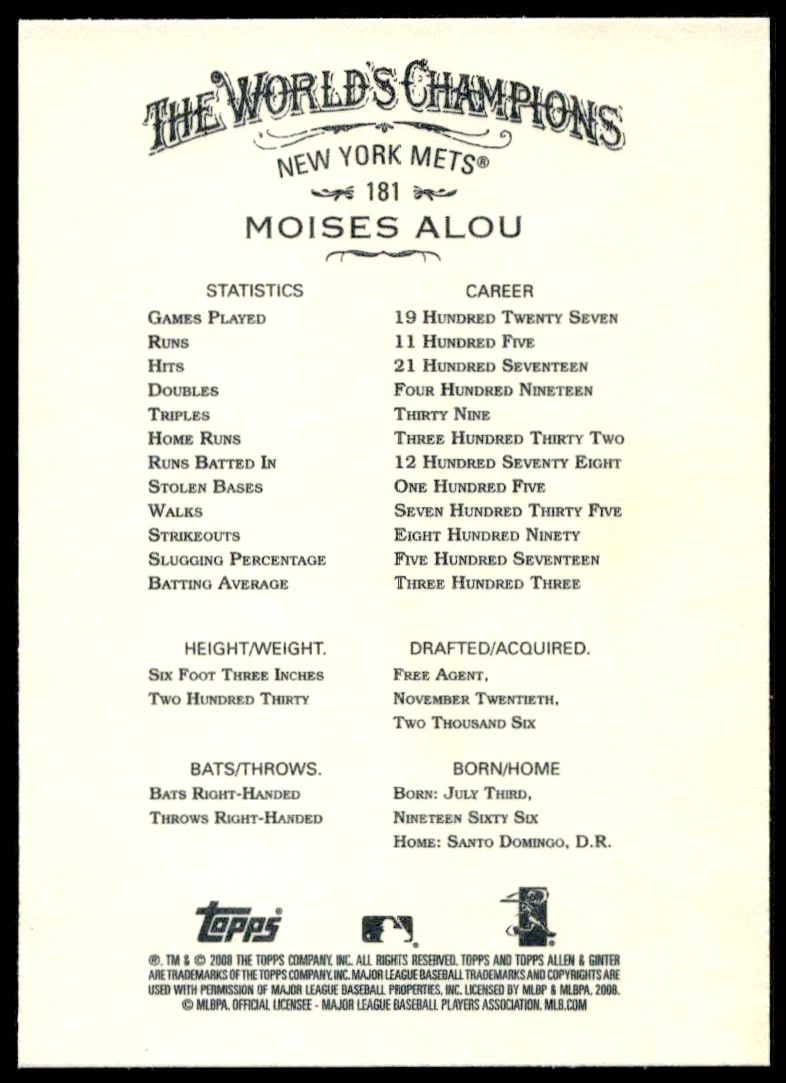 THE WORLD'S CHAMPIONS
NEW YORK METS®
181
MOISES ALOU
STATISTICS CAREER
GAMES PLAYED 19 HUNDRED TWENTY SEVEN
RUNS 11 HUNDRED FIVE
HITS 21 HUNDRED SEVENTEEN
DOUBLES FOUR HUNDRED NINETEEN
TRIPLES THIRTY NINE
HOME RUNS THREE HUNDRED THIRTY TWO
RUNS BATTED IN 12 HUNDRED SEVENTY EIGHT
STOLEN BASES ONE HUNDRED FIVE
WALKS SEVEN HUNDRED THIRTY FIVE
STRIKEOUTS EIGHT HUNDRED NINETY
SLUGGING PERCENTAGE FIVE HUNDRED SEVENTEEN
BATTING AVERAGE THREE HUNDRED THREE
HEIGHT/WEIGHT.
SIX FOOT THREE INCHES
TWO HUNDRED THIRTY
DRAFTED/ACQUIRED.
FREE AGENT,
NOVEMBER TWENTIETH,
TWO THOUSAND SIX
BATS/THROWS.
BATS RIGHT-HANDED
THROWS RIGHT-HANDED
BORN/HOME
BORN: JULY THIRD,
NINETEEN SIXTY SIX
HOME: SANTO DOMINGO, D.R.
Topps®
®, TM & © 2008 THE TOPPS COMPANY, INC. ALL RIGHTS RESERVED. TOPPS AND TOPPS ALLEN & GINTER
ARE TRADEMARKS OF THE TOPPS COMPANY, INC. MAJOR LEAGUE BASEBALL TRADEMARKS AND COPYRIGHTS ARE
USED WITH PERMISSION OF MAJOR LEAGUE BASEBALL PROPERTIES, INC. LICENSED BY MLBP & MLBPA, 2008.
© MLBPA. OFFICIAL LICENSEE - MAJOR LEAGUE BASEBALL PLAYERS ASSOCIATION. MLB.COM